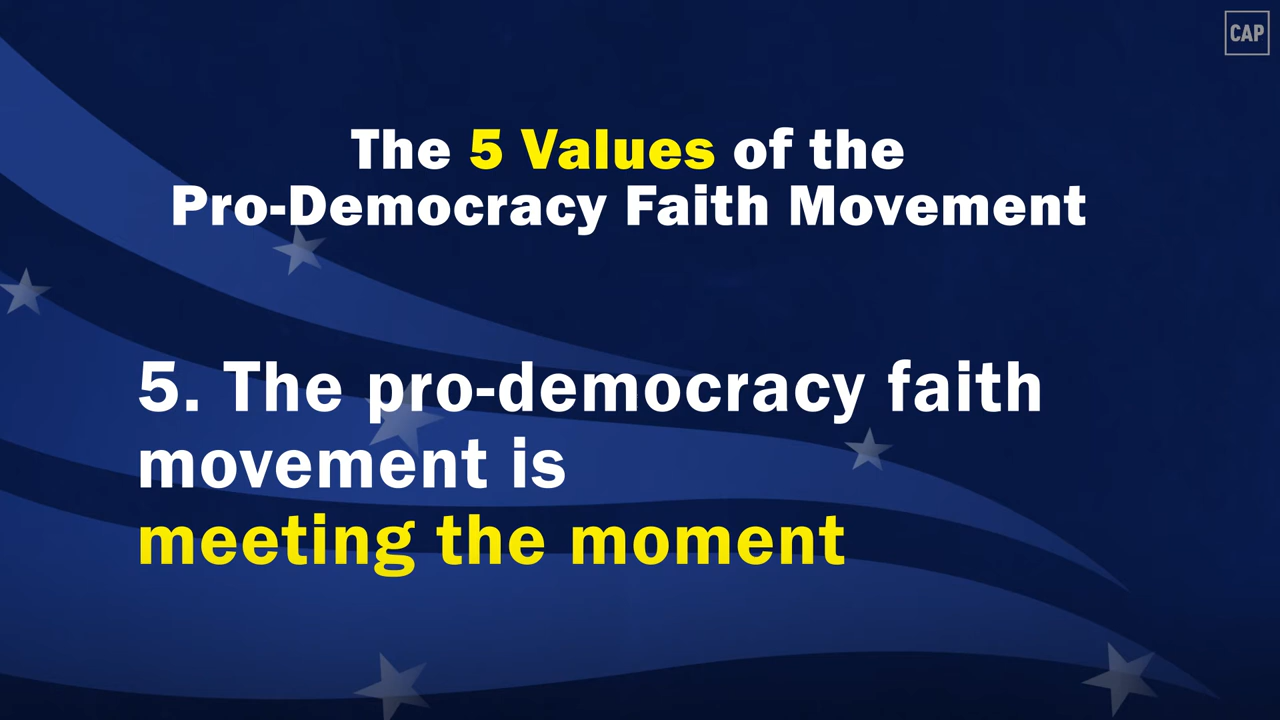 CAP
The 5 Values of the
Pro-Democracy Faith Movement
5. The pro-democracy faith
movement is
meeting the moment